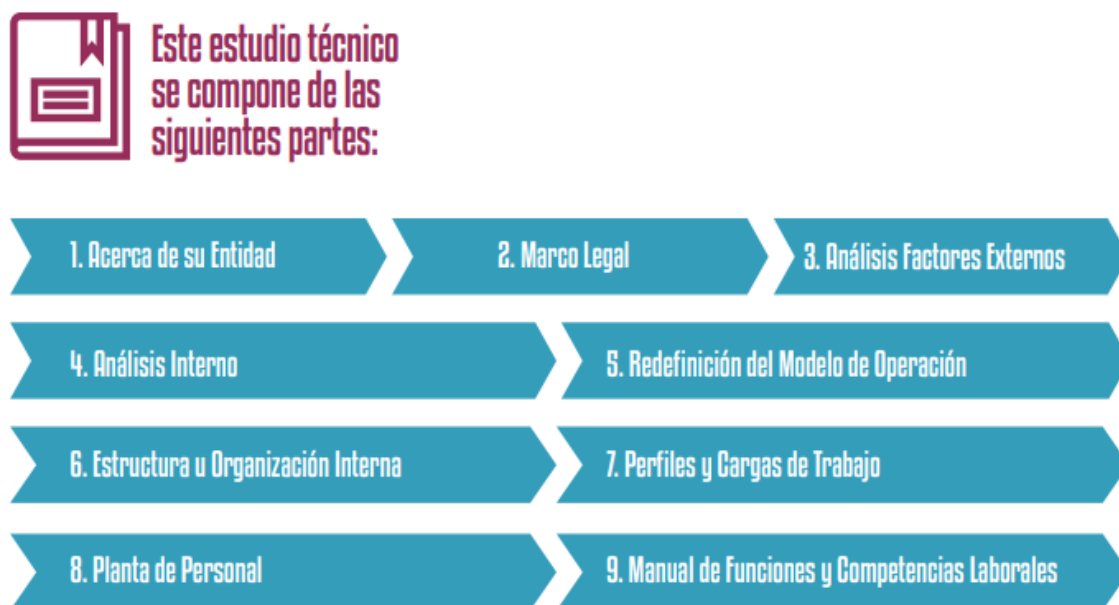 Este estudio técnico
se compone de las
siguientes partes:
1. Acerca de su Entidad
2. Marco Legal
3. Análisis Factores Externos
4. Análisis Interno
5. Redefinición del Modelo de Operación
6. Estructura u Organización Interna
7. Perfiles y Cargas de Trabajo
8. Planta de Personal
9. Manual de Funciones y Competencias Laborales